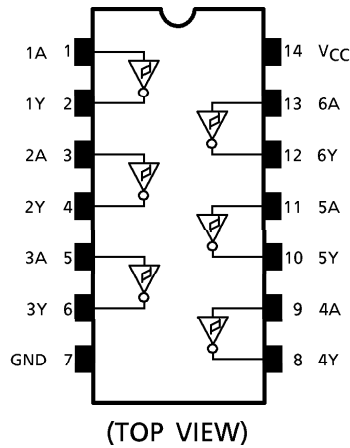 1A 1 14 VCC
1Y 2 13 6A
2A 3 12 6Y
2Y 4 11 5A
3A 5 10 5Y
3Y 6 9 4A
GND 7 8 4Y
(TOP VIEW)